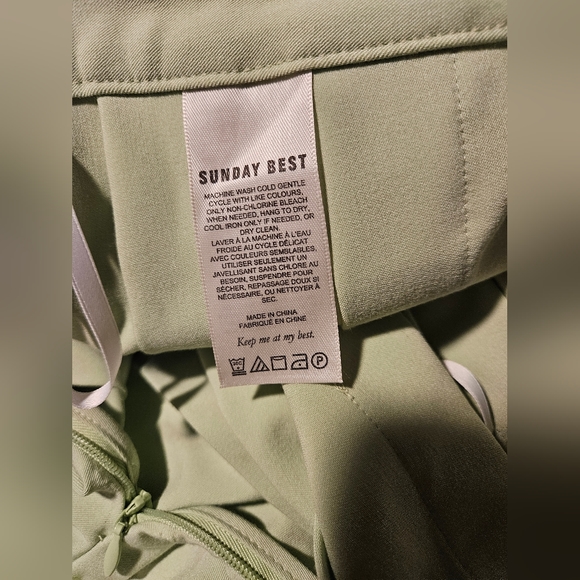 SUNDAY BEST
MACHINE WASH COLD GENTLE
CYCLE WITH LIKE COLOURS,
ONLY NON-CHLORINE BLEACH
WHEN NEEDED, HANG TO DRY,
COOL IRON ONLY IF NEEDED, OR
DRY CLEAN.
LAVER À LA MACHINE À L'EAU
FROIDE AU CYCLE DÉLICAT
AVEC COULEURS SEMBLABLES,
UTILISER SEULEMENT UN
JAVELLISANT SANS CHLORE AU
BESOIN, SUSPENDRE POUR
SÉCHER, REPASSAGE DOUX SI
NÉCESSAIRE, OU NETTOYER À
SEC.
MADE IN CHINA
FABRIQUÉ EN CHINE
Keep me at my best.
30C P